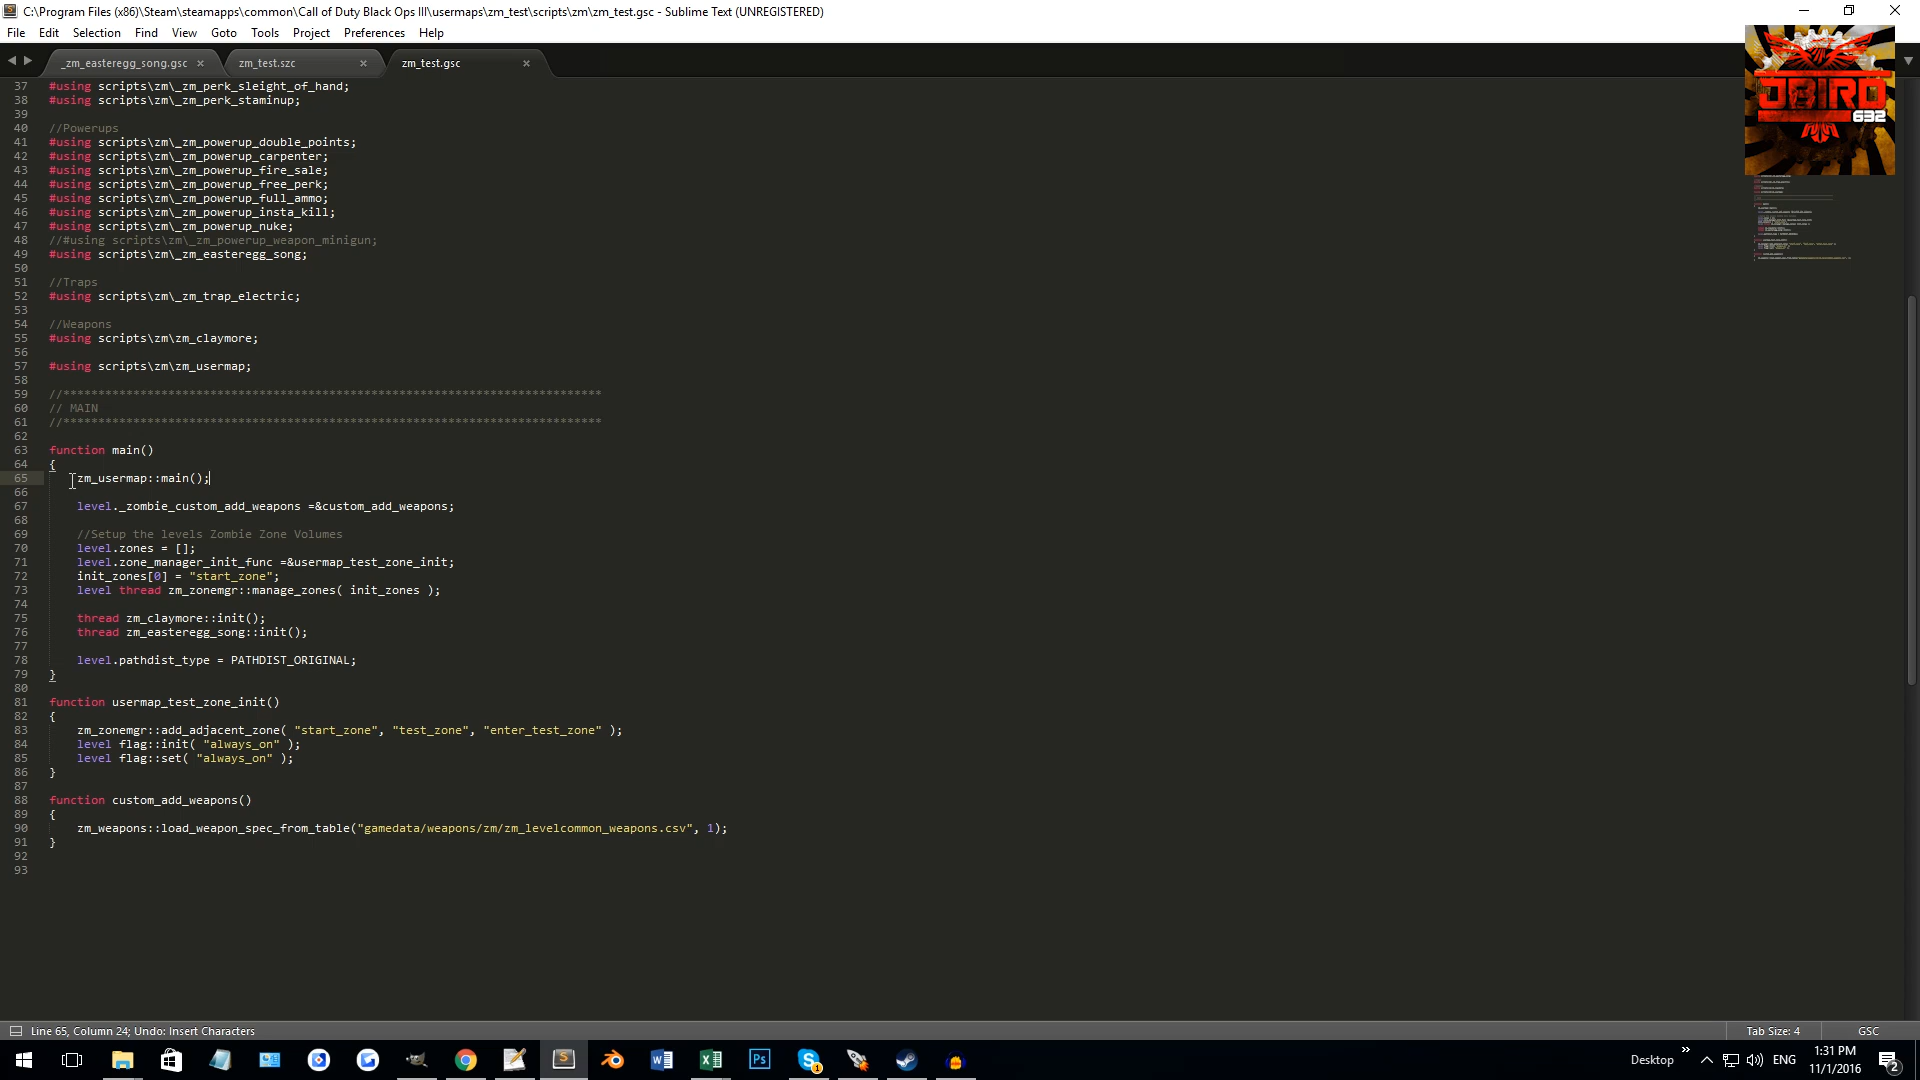 C:\Program Files (x86)\Steam\steamapps\common\Call of Duty Black Ops III\usermaps\zm_test\scripts\zm\zm_test.gsc - Sublime Text (UNREGISTERED)
File Edit Selection Find View Goto Tools Project Preferences Help
_zm_easteregg_song.gsc zm_test.szc zm_test.gsc
37 #using scripts\zm\_zm_perk_sleight_of_hand;
38 #using scripts\zm\_zm_perk_staminup;
39
40 //Powerups
41 #using scripts\zm\_zm_powerup_double_points;
42 #using scripts\zm\_zm_powerup_carpenter;
43 #using scripts\zm\_zm_powerup_fire_sale;
44 #using scripts\zm\_zm_powerup_free_perk;
45 #using scripts\zm\_zm_powerup_full_ammo;
46 #using scripts\zm\_zm_powerup_insta_kill;
47 #using scripts\zm\_zm_powerup_nuke;
48 //#using scripts\zm\_zm_powerup_weapon_minigun;
49 #using scripts\zm\_zm_easteregg_song;
50
51 //Traps
52 #using scripts\zm\_zm_trap_electric;
53
54 //Weapons
55 #using scripts\zm\zm_claymore;
56
57 #using scripts\zm\zm_usermap;
58
59 //*****************************************************************************
60 // MAIN
61 //*****************************************************************************
62
63 function main()
64 {
65 zm_usermap::main();
66
67 level._zombie_custom_add_weapons =&custom_add_weapons;
68
69 //Setup the levels Zombie Zone Volumes
70 level.zones = [];
71 level.zone_manager_init_func =&usermap_test_zone_init;
72 init_zones[0] = "start_zone";
73 level thread zm_zonemgr::manage_zones( init_zones );
74
75 thread zm_claymore::init();
76 thread zm_easteregg_song::init();
77
78 level.pathdist_type = PATHDIST_ORIGINAL;
79 }
80
81 function usermap_test_zone_init()
82 {
83 zm_zonemgr::add_adjacent_zone( "start_zone", "test_zone", "enter_test_zone" );
84 level flag::init( "always_on" );
85 level flag::set( "always_on" );
86 }
87
88 function custom_add_weapons()
89 {
90 zm_weapons::load_weapon_spec_from_table("gamedata/weapons/zm/zm_levelcommon_weapons.csv", 1);
91 }
92
93
JBIRD
632
Line 65, Column 24; Undo: Insert Characters
Tab Size: 4 GSC
Desktop ENG
1:31 PM
11/1/2016
2